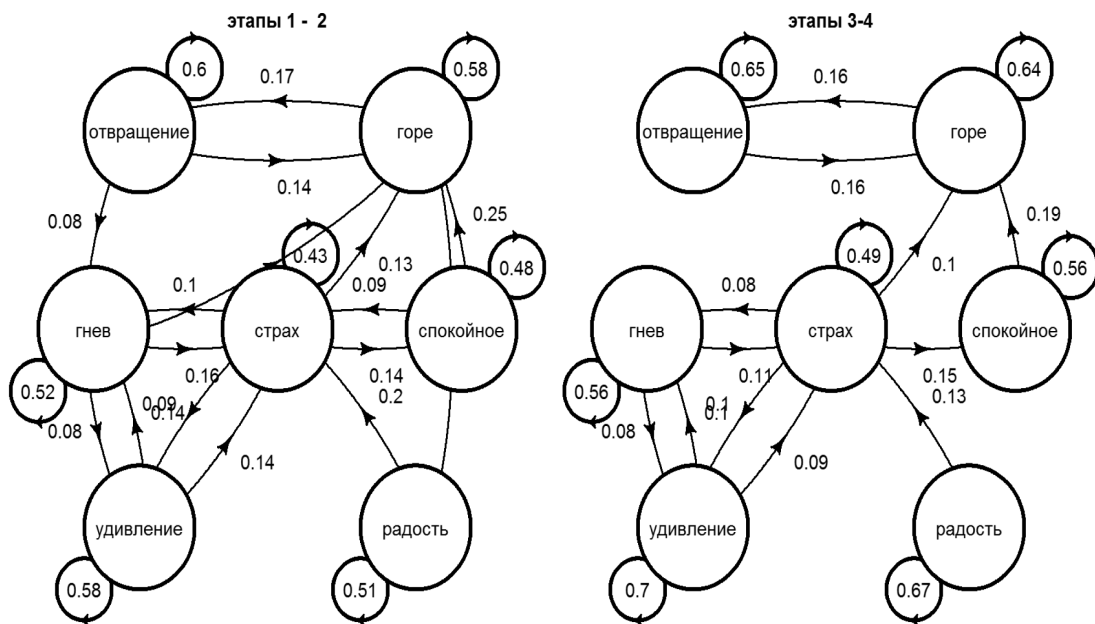 этапы 1 - 2
0.6
0.17
0.58
отвращение
горе
0.14
0.08
0.25
0.43
0.13
0.48
0.1
0.09
гнев
страх
спокойное
0.16
0.14
0.52
0.09
0.14
0.2
0.08
0.14
удивление
радость
0.58
0.51
этапы 3-4
0.65
0.16
0.64
отвращение
горе
0.16
0.19
0.49
0.1
0.56
0.08
гнев
страх
спокойное
0.11
0.15
0.56
0.1
0.1
0.13
0.08
0.09
удивление
радость
0.7
0.67